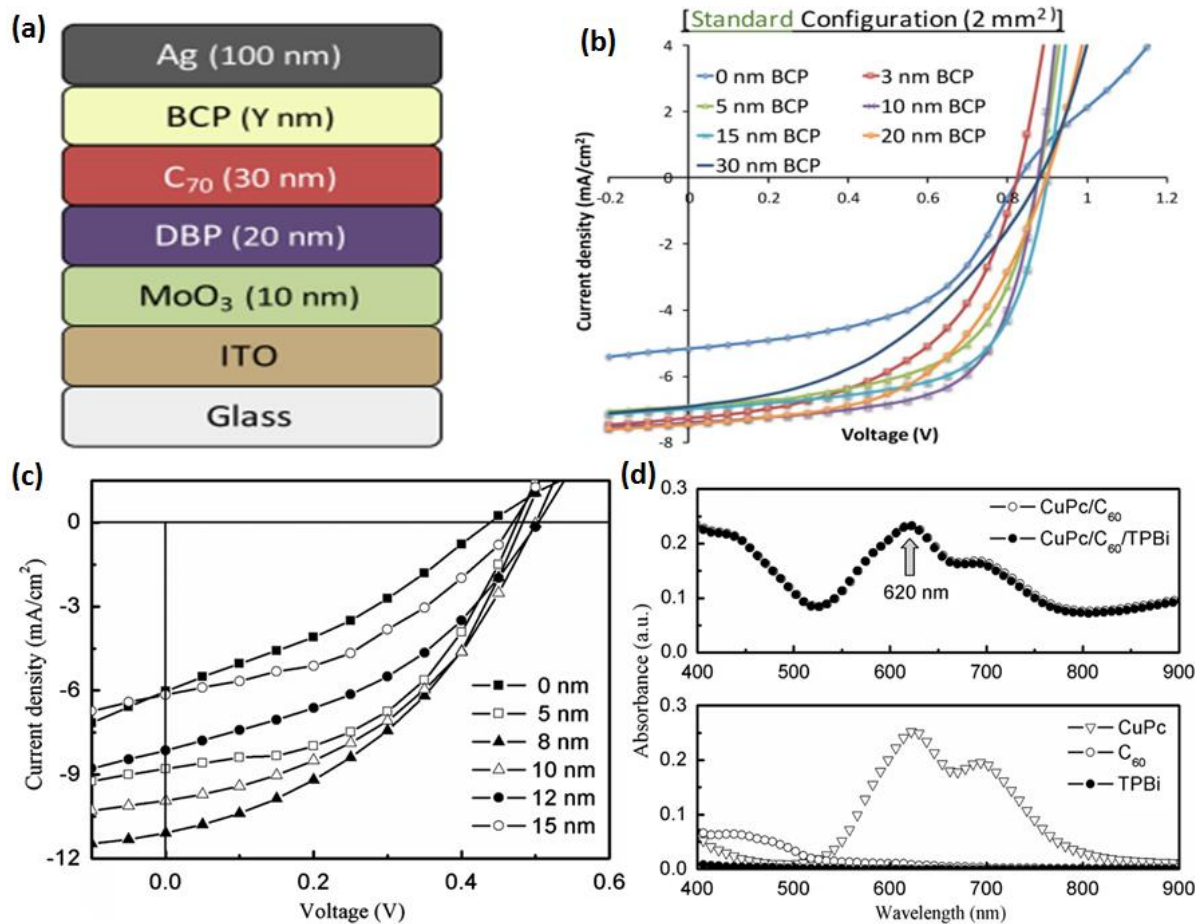 (a)
Ag (100 nm)
BCP (Y nm)
C₇₀ (30 nm)
DBP (20 nm)
MoO₃ (10 nm)
ITO
Glass
(b)
[Standard Configuration (2 mm²)]
Current density (mA/cm²)
4
2
0
-2
-4
-6
-8
0 nm BCP
3 nm BCP
5 nm BCP
10 nm BCP
15 nm BCP
20 nm BCP
30 nm BCP
-0.2 0 0.2 0.4 0.6 0.8 1 1.2
Voltage (V)
(c)
Current density (mA/cm²)
0
-3
-6
-9
-12
0 nm
5 nm
8 nm
10 nm
12 nm
15 nm
0.0 0.2 0.4 0.6
Voltage (V)
(d)
Absorbance (a.u.)
0.3
0.2
0.1
CuPc/C₆₀
CuPc/C₆₀/TPBi
620 nm
400 500 600 700 800 900
0.3
0.2
0.1
0.0
CuPc
C₆₀
TPBi
400 500 600 700 800 900
Wavelength (nm)